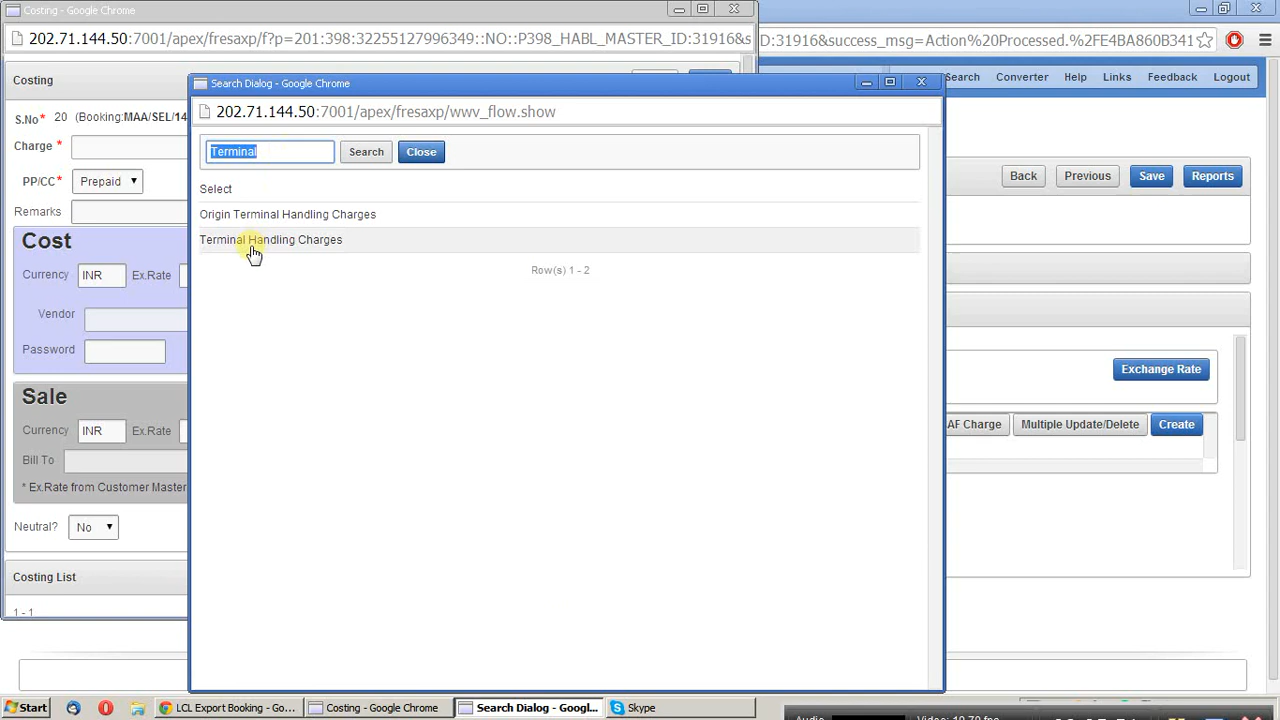 Costing - Google Chrome
202.71.144.50:7001/apex/fresaxp/f?p=201:398:32255127996349::NO::P398_HABL_MASTER_ID:31916&s
ID:31916&success_msg=Action%20Processed.%2FE4BA860B341
Search Converter Help Links Feedback Logout
Costing
S.No* 20 (Booking:MAA/SEL/14
Charge *
PP/CC* Prepaid
Remarks
Cost
Currency INR Ex.Rate
Vendor
Password
Sale
Currency INR Ex.Rate
Bill To
* Ex.Rate from Customer Master
Neutral? No
Costing List
1 - 1
Search Dialog - Google Chrome
202.71.144.50:7001/apex/fresaxp/wwv_flow.show
Terminal Search Close
Select
Origin Terminal Handling Charges
Terminal Handling Charges
Row(s) 1 - 2
Back Previous Save Reports
Exchange Rate
AF Charge Multiple Update/Delete Create
Start LCL Export Booking - Go... Costing - Google Chrome Search Dialog - Googl... Skype